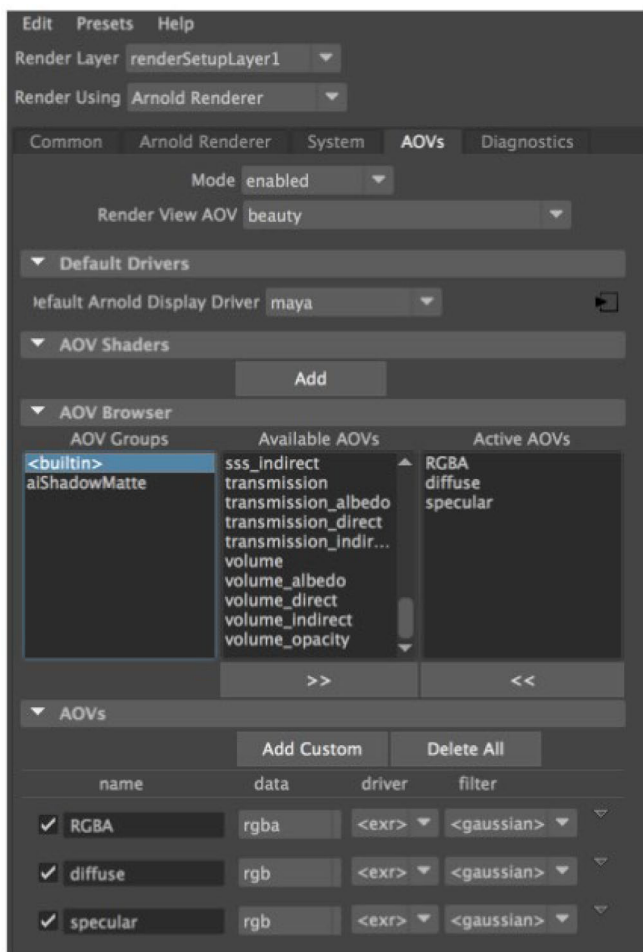 Edit Presets Help
Render Layer renderSetupLayer1
Render Using Arnold Renderer
Common Arnold Renderer System AOVs Diagnostics
Mode enabled
Render View AOV beauty
Default Drivers
efault Arnold Display Driver maya
AOV Shaders
Add
AOV Browser
AOV Groups Available AOVs Active AOVs
<builtin> sss_indirect RGBA
aiShadowMatte transmission diffuse
transmission_albedo specular
transmission_direct
transmission_indir...
volume
volume_albedo
volume_direct
volume_indirect
volume_opacity
>> <<
AOVs
Add Custom Delete All
name data driver filter
RGBA rgba <exr> <gaussian>
diffuse rgb <exr> <gaussian>
specular rgb <exr> <gaussian>